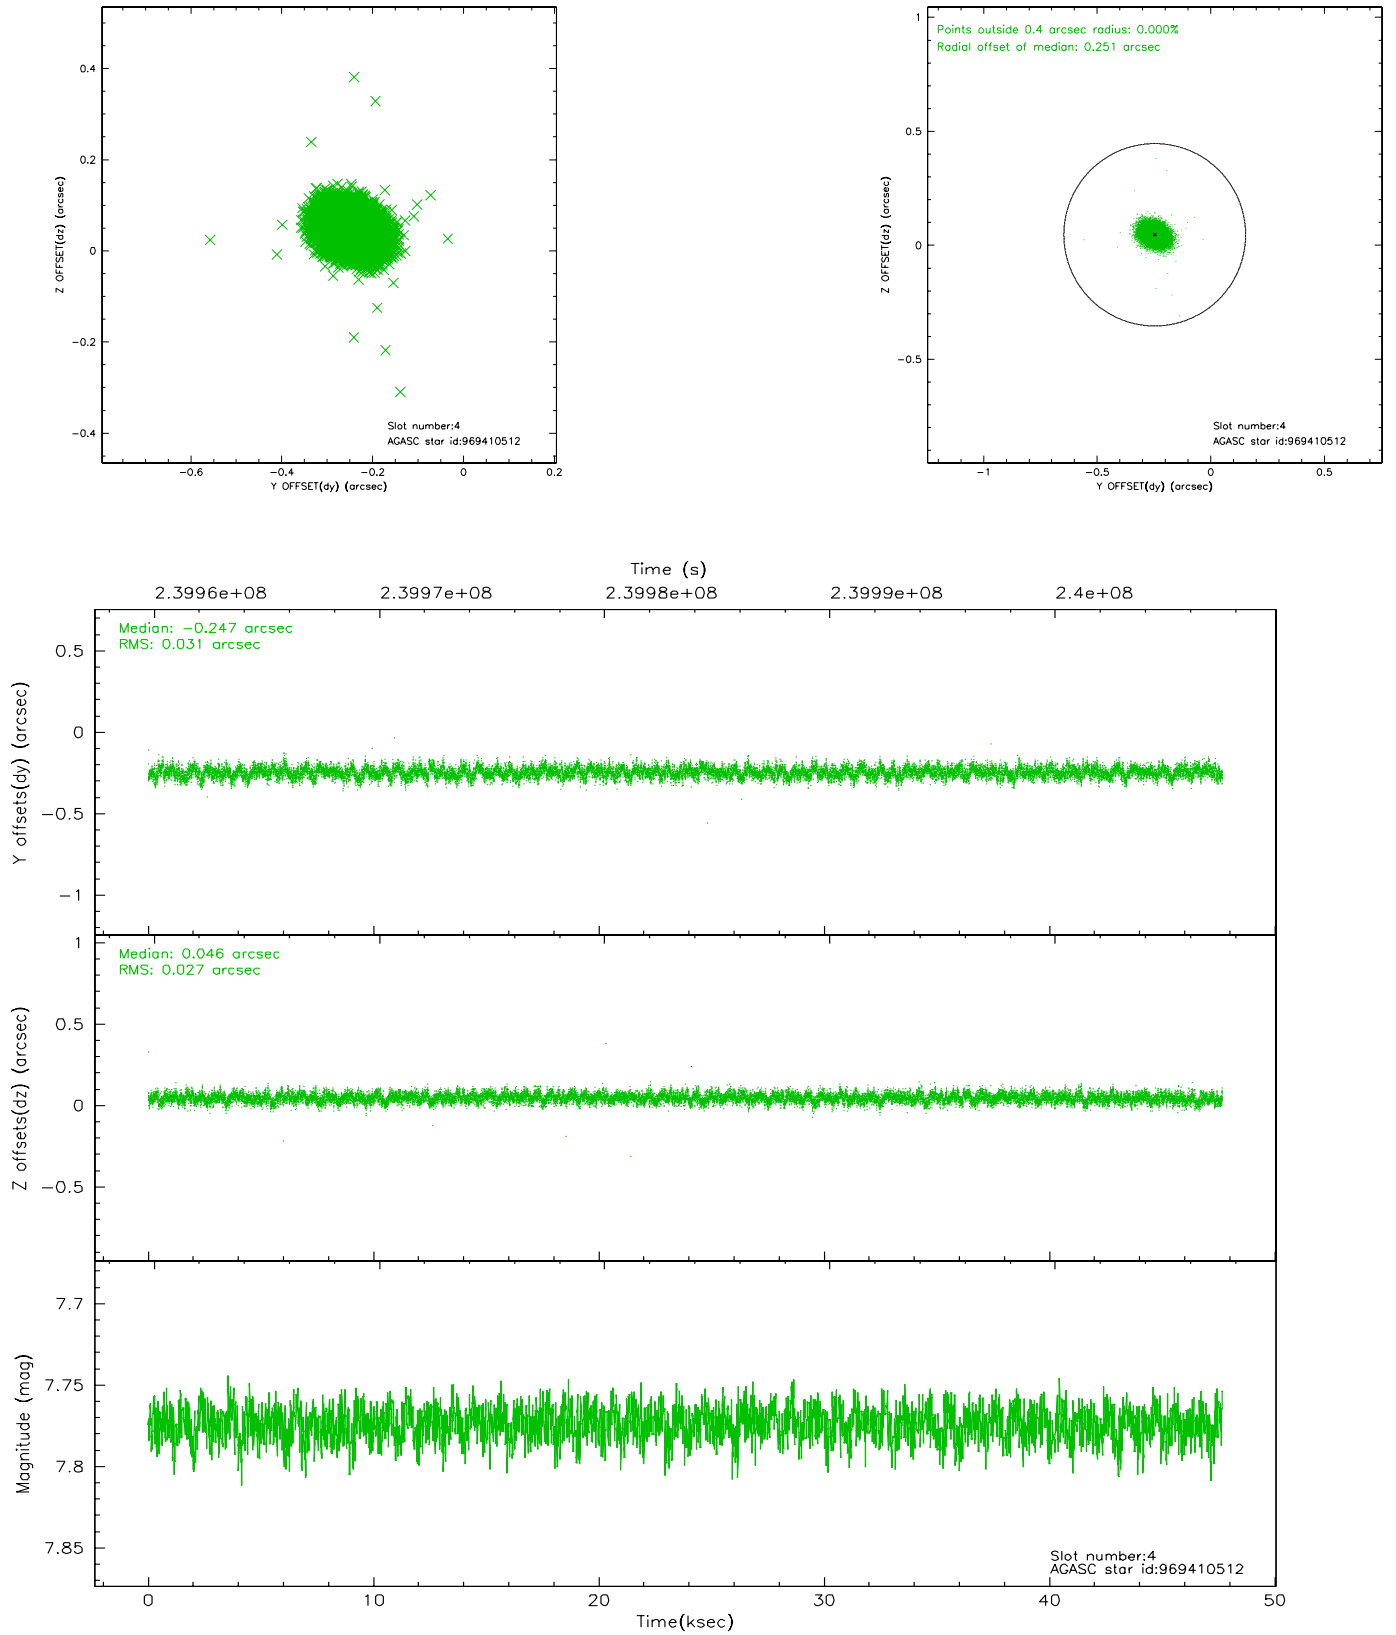 0.4
0.2
0
−0.2
−0.4
Z OFFSET(dz) (arcsec)
−0.6
−0.4
−0.2
0
0.2
Y OFFSET(dy) (arcsec)
Slot number:4
AGASC star id:969410512
Points outside 0.4 arcsec radius: 0.000%
Radial offset of median: 0.251 arcsec
1
0.5
0
−0.5
Z OFFSET(dz) (arcsec)
−1
−0.5
0
0.5
Y OFFSET(dy) (arcsec)
Slot number:4
AGASC star id:969410512
Time (s)
2.3996e+08
2.3997e+08
2.3998e+08
2.3999e+08
2.4e+08
Median: −0.247 arcsec
RMS: 0.031 arcsec
0.5
0
−0.5
−1
Y offsets(dy) (arcsec)
Median: 0.046 arcsec
RMS: 0.027 arcsec
1
0.5
0
−0.5
Z offsets(dz) (arcsec)
7.7
7.75
7.8
7.85
Magnitude (mag)
Slot number:4
AGASC star id:969410512
0
10
20
30
40
50
Time(ksec)